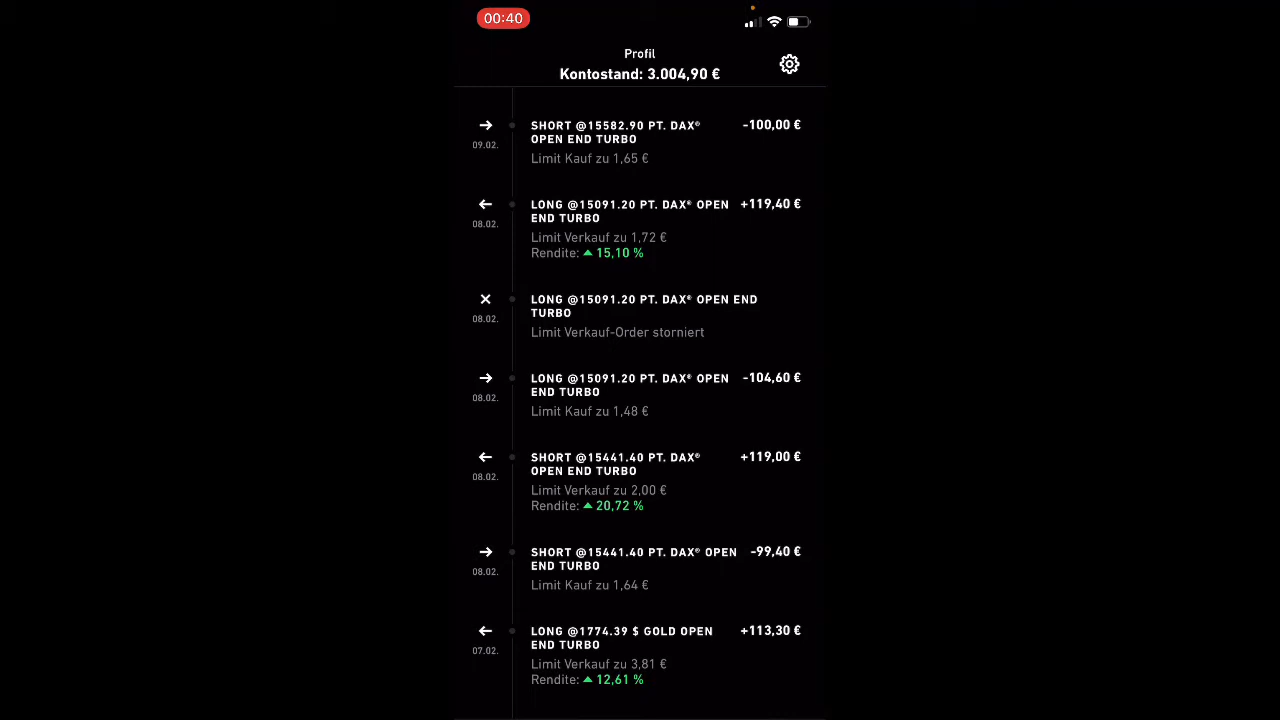 00:40
Profil
Kontostand: 3.004,90 €
SHORT @15582.90 PT. DAX® -100,00 €
09.02. OPEN END TURBO
Limit Kauf zu 1,65 €
LONG @15091.20 PT. DAX® OPEN +119,40 €
08.02. END TURBO
Limit Verkauf zu 1,72 €
Rendite: ▲ 15,10 %
LONG @15091.20 PT. DAX® OPEN END
08.02. TURBO
Limit Verkauf-Order storniert
LONG @15091.20 PT. DAX® OPEN -104,60 €
08.02. END TURBO
Limit Kauf zu 1,48 €
SHORT @15441.40 PT. DAX® +119,00 €
08.02. OPEN END TURBO
Limit Verkauf zu 2,00 €
Rendite: ▲ 20,72 %
SHORT @15441.40 PT. DAX® OPEN -99,40 €
08.02. END TURBO
Limit Kauf zu 1,64 €
LONG @1774.39 $ GOLD OPEN +113,30 €
07.02. END TURBO
Limit Verkauf zu 3,81 €
Rendite: ▲ 12,61 %